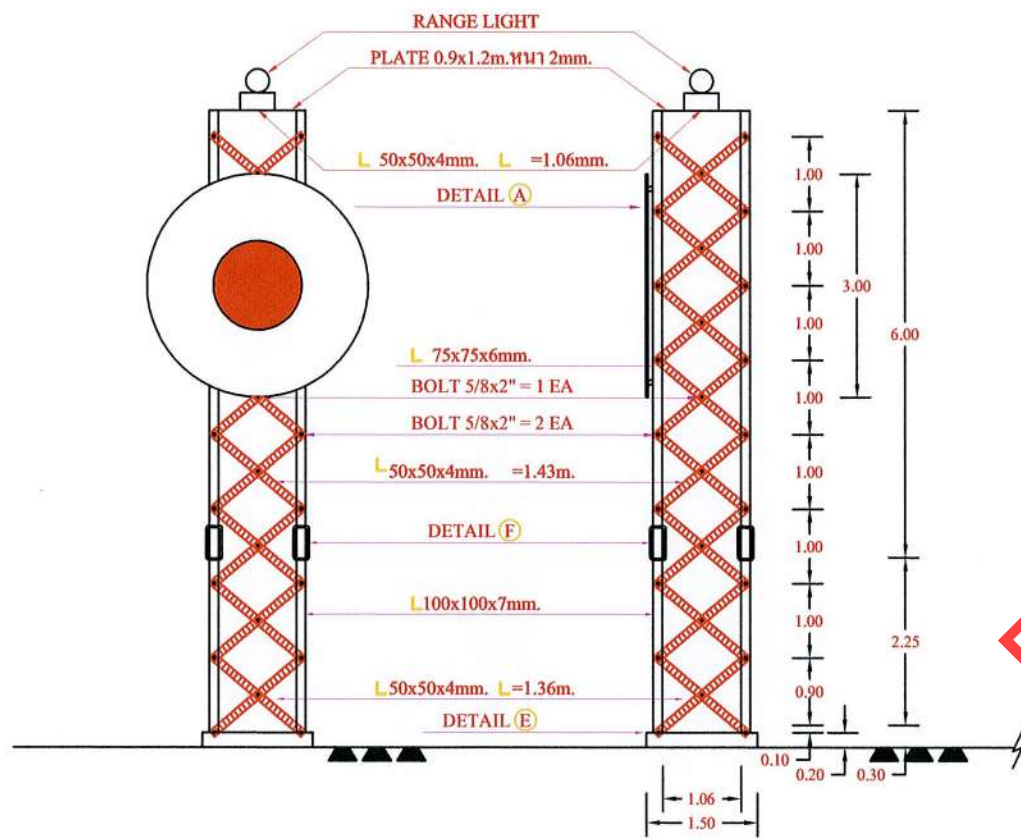 RANGE LIGHT
PLATE 0.9x1.2m.หนา 2mm.
L 50x50x4mm. L =1.06mm.
DETAIL A
L 75x75x6mm.
BOLT 5/8x2" = 1 EA
BOLT 5/8x2" = 2 EA
L 50x50x4mm. =1.43m.
DETAIL F
L 100x100x7mm.
L 50x50x4mm. L=1.36m.
DETAIL E
1.00
1.00
1.00
1.00
1.00
1.00
1.00
0.90
3.00
6.00
2.25
0.10
0.20
0.30
1.06
1.50